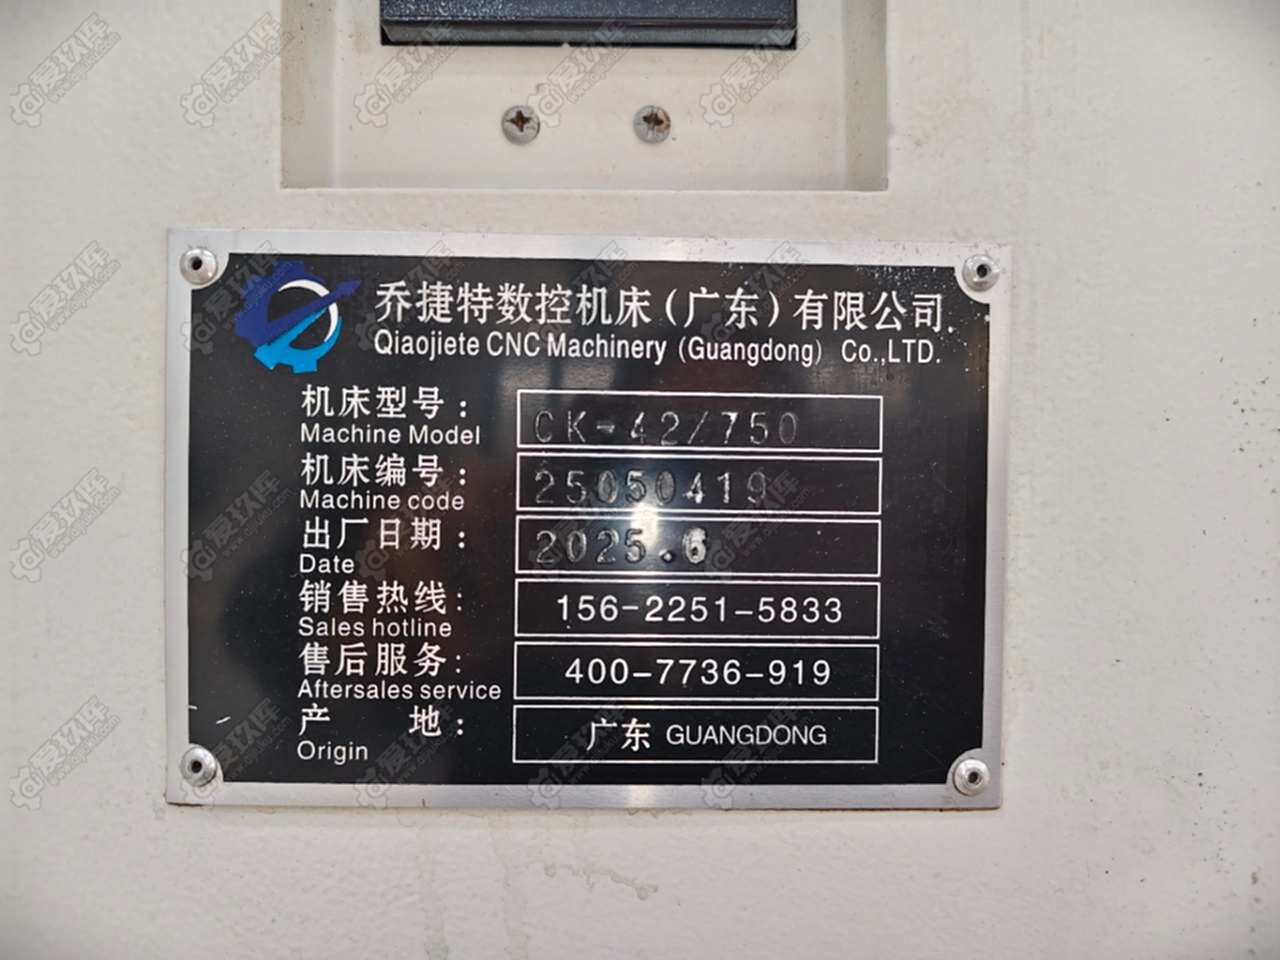 乔捷特数控机床(广东)有限公司.
Qiaojiete CNC Machinery (Guangdong) Co.,LTD.
机床型号: CK-42/750
Machine Model
机床编号: 25050419
Machine code
出厂日期: 2025.6
Date
销售热线: 156-2251-5833
Sales hotline
售后服务: 400-7736-919
Aftersales service
产 地: 广东 GUANGDONG
Origin